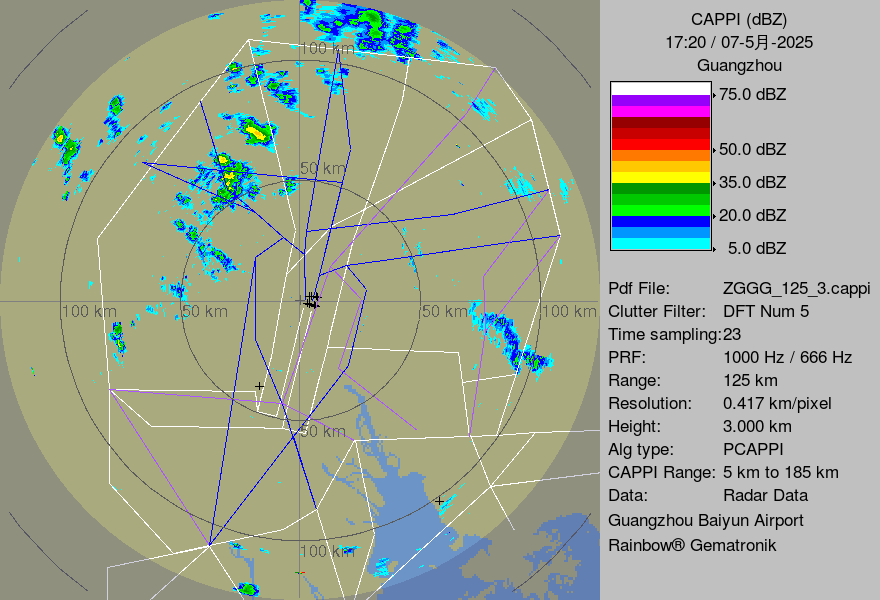 CAPPI (dBZ)
17:20 / 07-5月-2025
Guangzhou
75.0 dBZ
50.0 dBZ
35.0 dBZ
20.0 dBZ
5.0 dBZ
Pdf File: ZGGG_125_3.cappi
Clutter Filter: DFT Num 5
Time sampling:23
PRF: 1000 Hz / 666 Hz
Range: 125 km
Resolution: 0.417 km/pixel
Height: 3.000 km
Alg type: PCAPPI
CAPPI Range: 5 km to 185 km
Data: Radar Data
Guangzhou Baiyun Airport
Rainbow® Gematronik
100 km
50 km
100 km
50 km
50 km
100 km
50 km
100 km